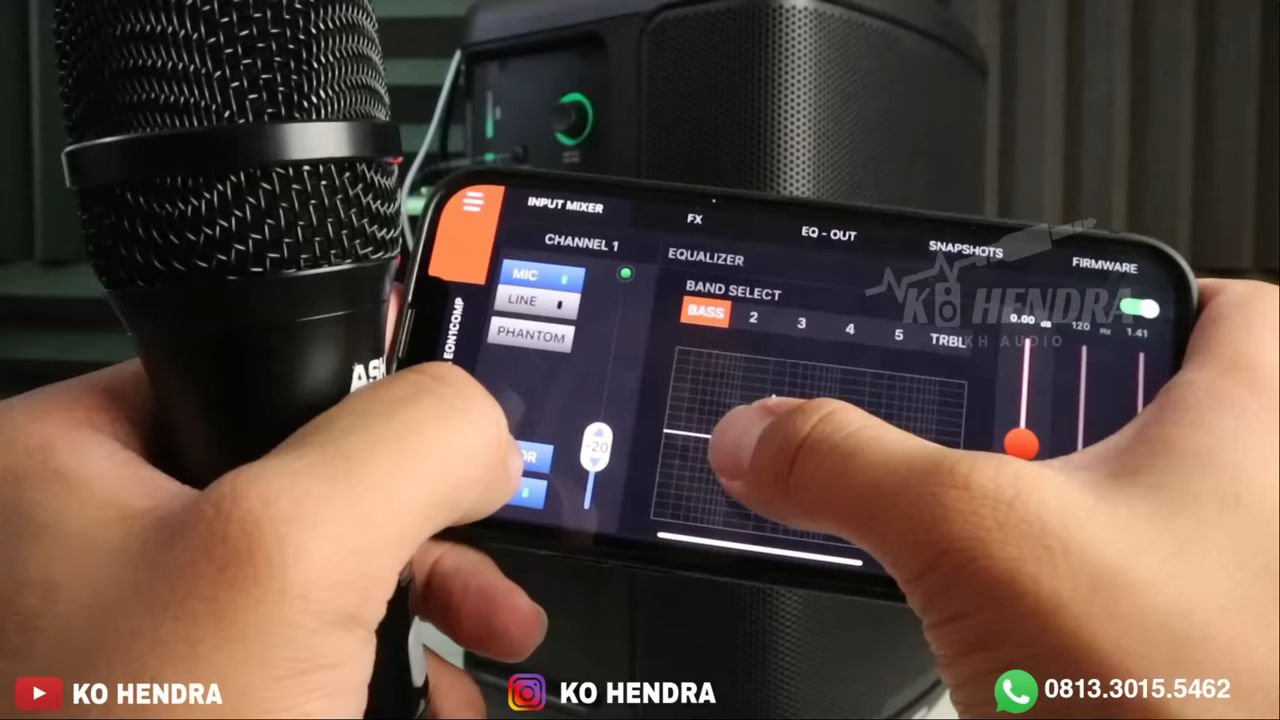 INPUT MIXER
FX
EQ - OUT
SNAPSHOTS
FIRMWARE
CHANNEL 1
MIC
LINE
PHANTOM
EON1COMP
-20
EQUALIZER
BAND SELECT
BASS 2 3 4 5 TRBL
0.00 dB 120 Hz 1.41
KO HENDRA
KH AUDIO
KO HENDRA
KO HENDRA
0813.3015.5462